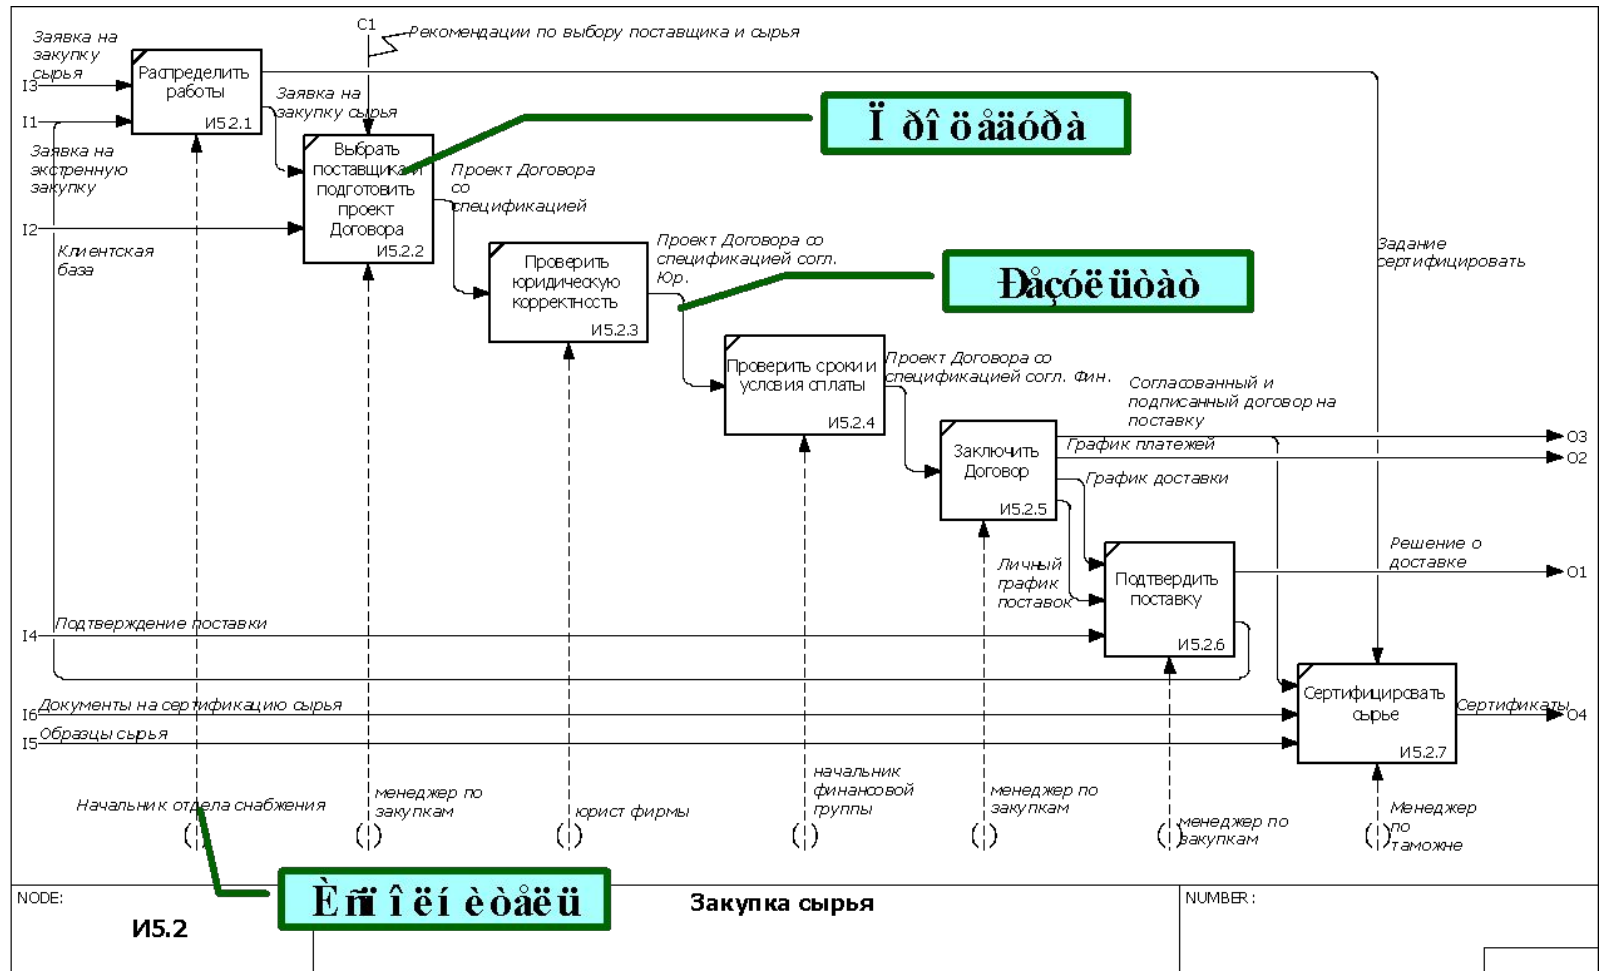 C1
Рекомендации по выбору поставщика и сырья
Заявка на
закупку
сырья
I3
I1
Распределить
работы
И5.2.1
Заявка на
закупку сырья
Ï ðî öåäóðà
Заявка на
экстренную
закупку
Выбрать
поставщика и
подготовить
проект
Договора
И5.2.2
Проект Договора
со
спецификацией
I2
Клиентская
база
Проверить
юридическую
корректность
И5.2.3
Проект Договора со
спецификацией согл.
Юр.
Ðåçóë üòàò
Задание
сертифицировать
Проверить сроки и
условия оплаты
И5.2.4
Проект Договора со
спецификацией согл. Фин.
Согласованный и
подписанный договор на
поставку
O3
График платежей
O2
Заключить
Договор
И5.2.5
График доставки
Личный
график
поставок
Подтвердить
поставку
И5.2.6
Решение о
доставке
O1
I4
Подтверждение поставки
I6
Документы на сертификацию сырья
I5
Образцы сырья
Сертифицировать
сырье
И5.2.7
Сертификаты
O4
Начальник отдела снабжения
менеджер по
закупкам
юрист фирмы
начальник
финансовой
группы
менеджер по
закупкам
менеджер по
закупкам
Менеджер
по
таможне
Èñï î ëí èòåëü
NODE:
И5.2
Закупка сырья
NUMBER: